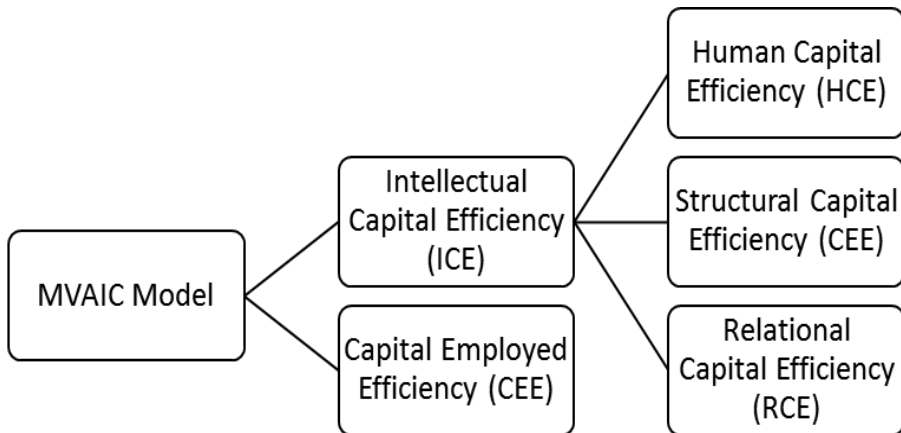 MVAIC Model
Intellectual
Capital Efficiency
(ICE)
Capital Employed
Efficiency (CEE)
Human Capital
Efficiency (HCE)
Structural Capital
Efficiency (CEE)
Relational
Capital Efficiency
(RCE)